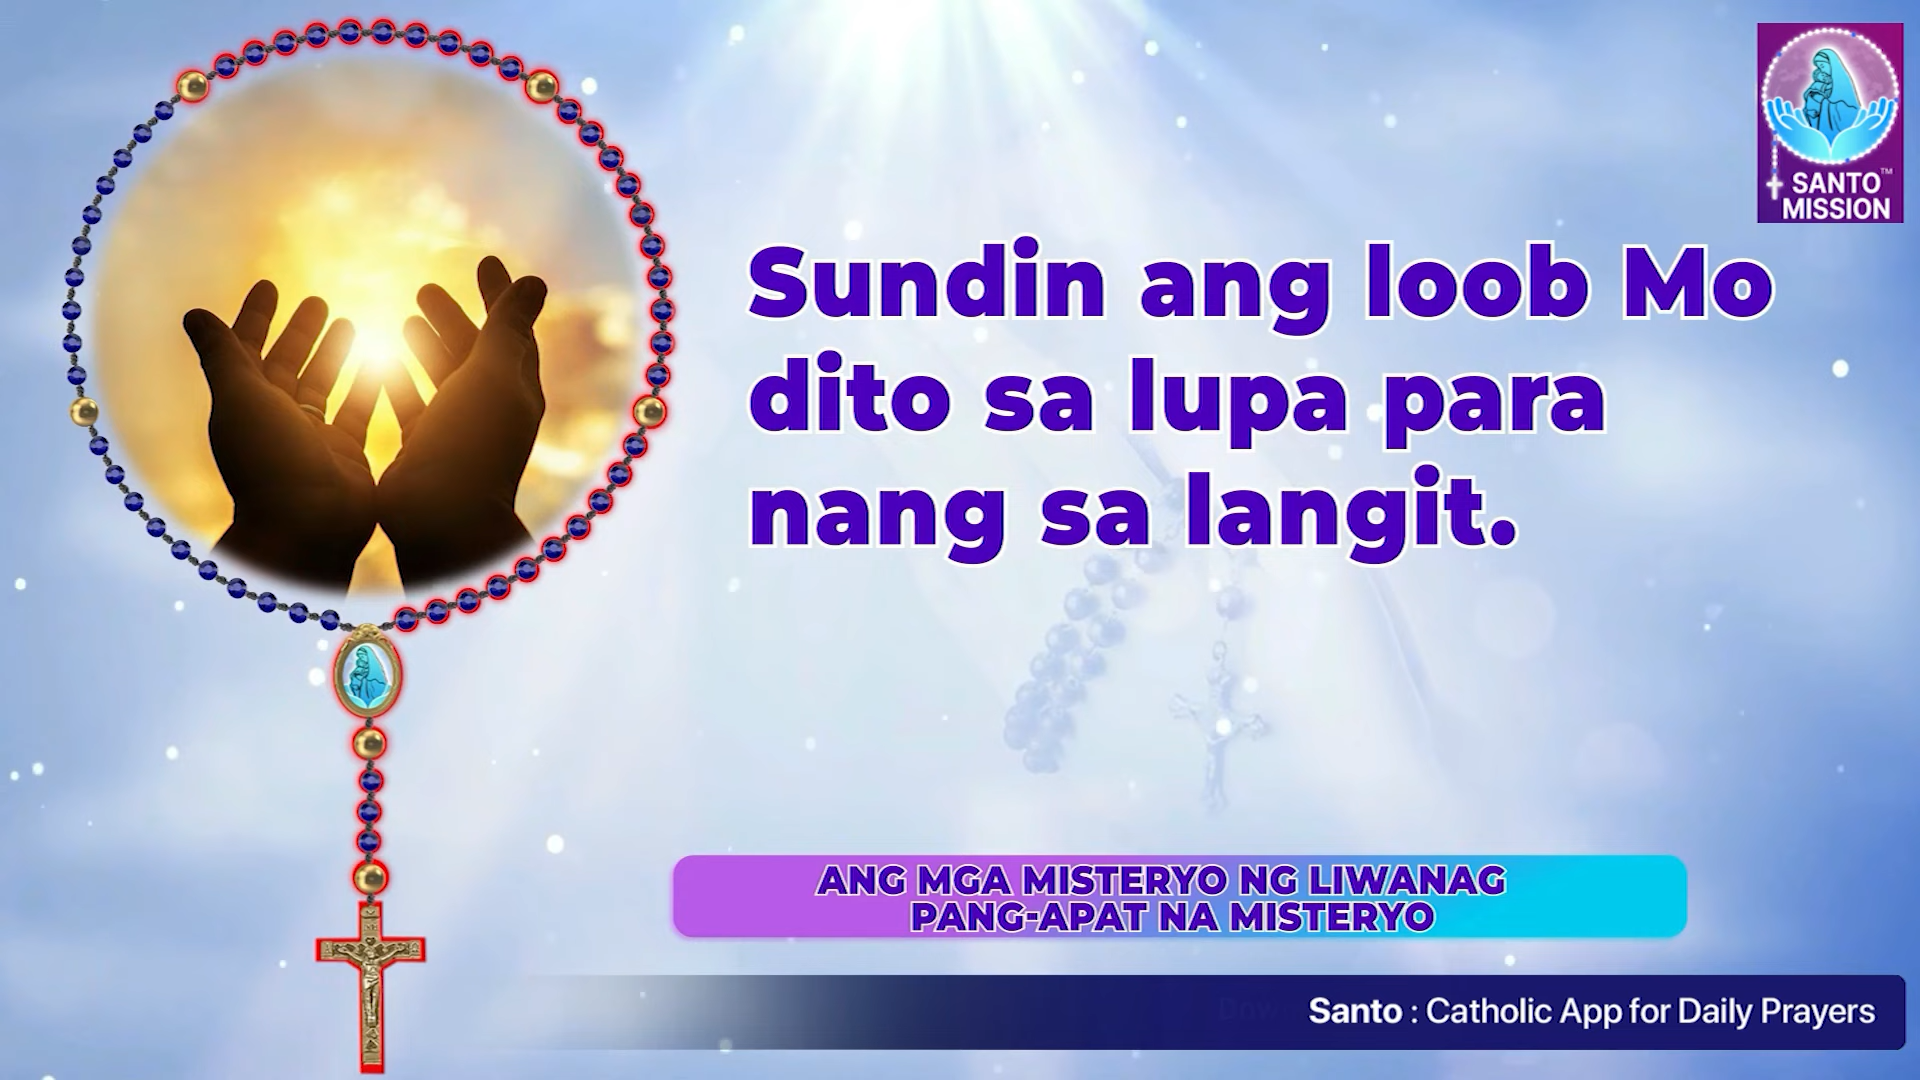 SANTO™
MISSION
Sundin ang loob Mo
dito sa lupa para
nang sa langit.
ANG MGA MISTERYO NG LIWANAG
PANG-APAT NA MISTERYO
Santo : Catholic App for Daily Prayers